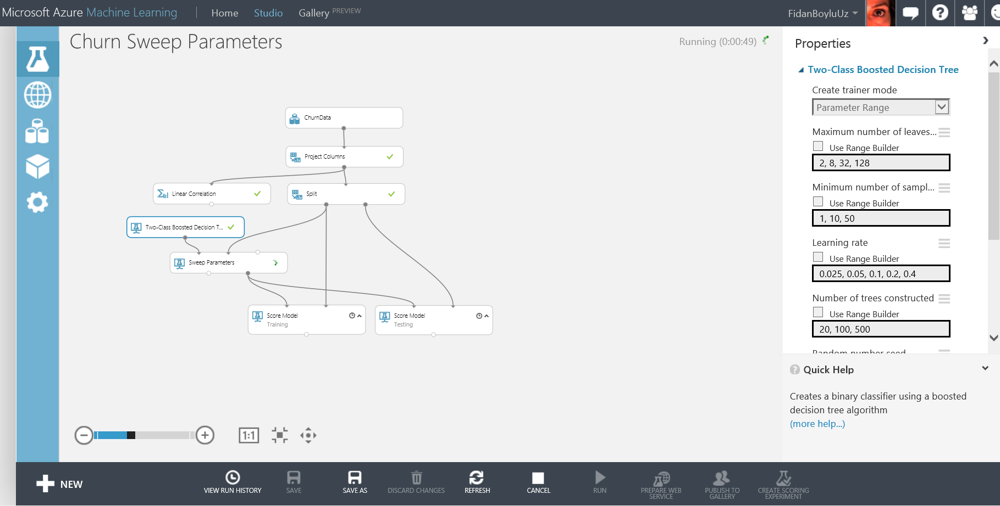 Microsoft Azure Machine Learning
Home
Studio
Gallery PREVIEW
FidanBoyluUz
Churn Sweep Parameters
Running (0:00:49)
ChurnData
Project Columns
Linear Correlation
Split
Two-Class Boosted Decision T...
Sweep Parameters
Score Model
Training
Score Model
Testing
1:1
Properties
Two-Class Boosted Decision Tree
Create trainer mode
Parameter Range
Maximum number of leaves...
Use Range Builder
2, 8, 32, 128
Minimum number of sampl...
Use Range Builder
1, 10, 50
Learning rate
Use Range Builder
0.025, 0.05, 0.1, 0.2, 0.4
Number of trees constructed
Use Range Builder
20, 100, 500
Random number seed
Quick Help
Creates a binary classifier using a boosted
decision tree algorithm
(more help...)
NEW
VIEW RUN HISTORY
SAVE
SAVE AS
DISCARD CHANGES
REFRESH
CANCEL
RUN
PREPARE WEB
SERVICE
PUBLISH TO
GALLERY
CREATE SCORING
EXPERIMENT